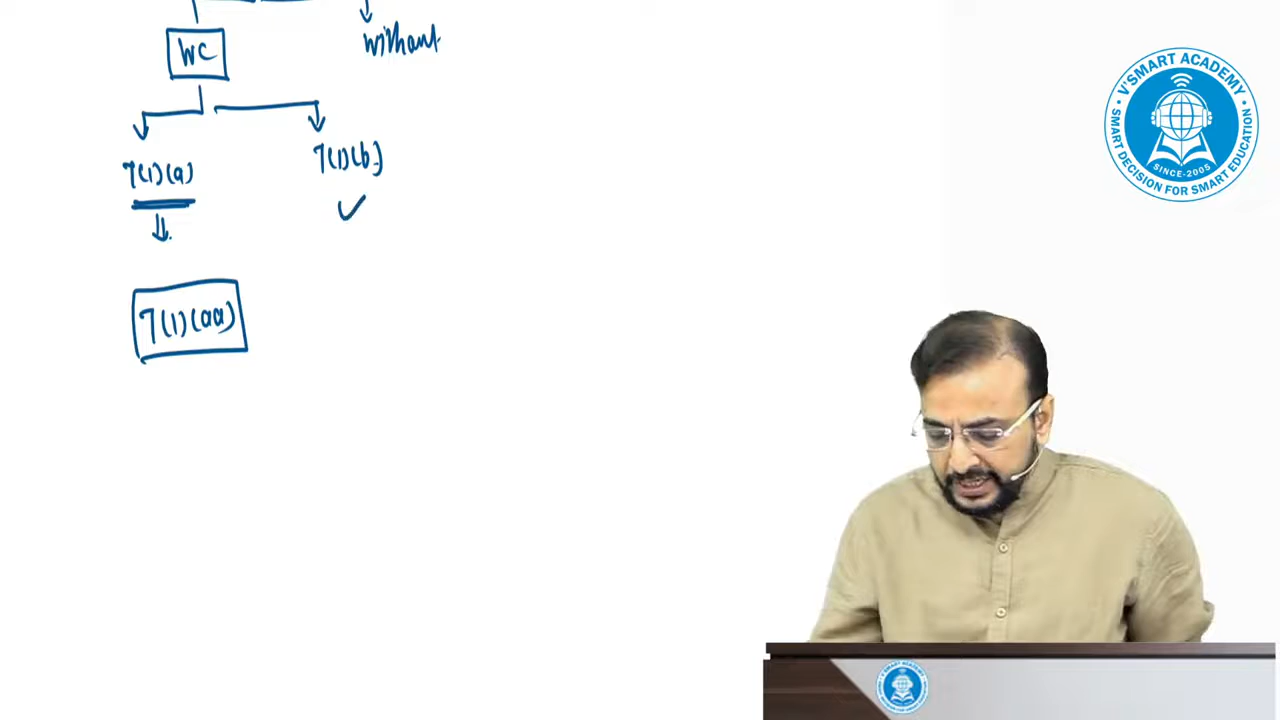 without
WC
7(1)(a)
7(1)(b)
7(1)(aa)
V'SMART ACADEMY
SINCE-2005
SMART DECISION FOR SMART EDUCATION